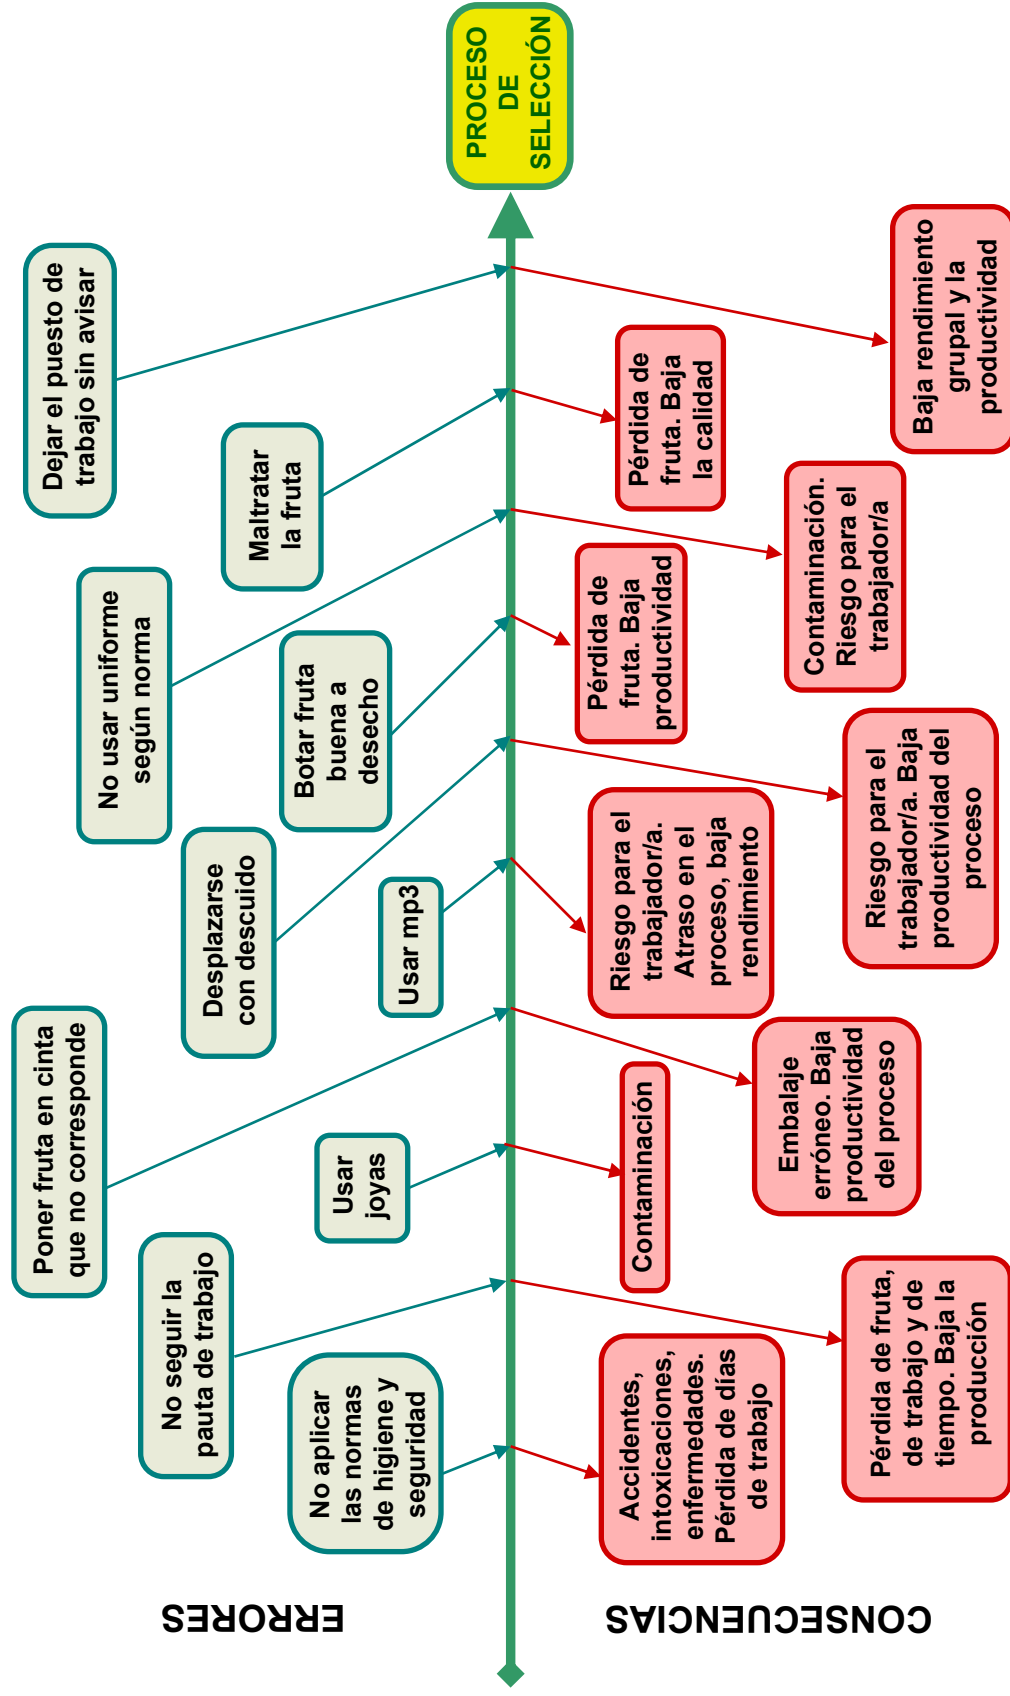 ERRORES
No aplicar
las normas
de higiene y
seguridad
No seguir la
pauta de trabajo
Usar
joyas
Poner fruta en cinta
que no corresponde
Usar mp3
Desplazarse
con descuido
Botar fruta
buena a
desecho
No usar uniforme
según norma
Maltratar
la fruta
Dejar el puesto de
trabajo sin avisar
PROCESO
DE
SELECCIÓN
CONSECUENCIAS
Accidentes,
intoxicaciones,
enfermedades.
Pérdida de días
de trabajo
Pérdida de fruta,
de trabajo y de
tiempo. Baja la
producción
Contaminación
Embalaje
erróneo. Baja
productividad
del proceso
Riesgo para el
trabajador/a.
Atraso en el
proceso, baja
rendimiento
Riesgo para el
trabajador/a. Baja
productividad del
proceso
Pérdida de
fruta. Baja
productividad
Contaminación.
Riesgo para el
trabajador/a
Pérdida de
fruta. Baja
la calidad
Baja rendimiento
grupal y la
productividad